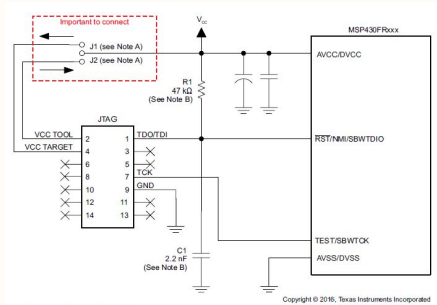 Important to connect
V CC
MSP430FRxxx
J1 (see Note A)
AVCC/DVCC
J2 (see Note A)
R1
47 kΩ
(See Note B)
JTAG
VCC TOOL
2
1
TDO/TDI
RST/NMI/SBWTDIO
VCC TARGET
4
3
6
5
8
7
TCK
10
9
GND
12
11
14
13
C1
2.2 nF
(See Note B)
TEST/SBWTCK
AVSS/DVSS
Copyright © 2016, Texas Instruments Incorporated